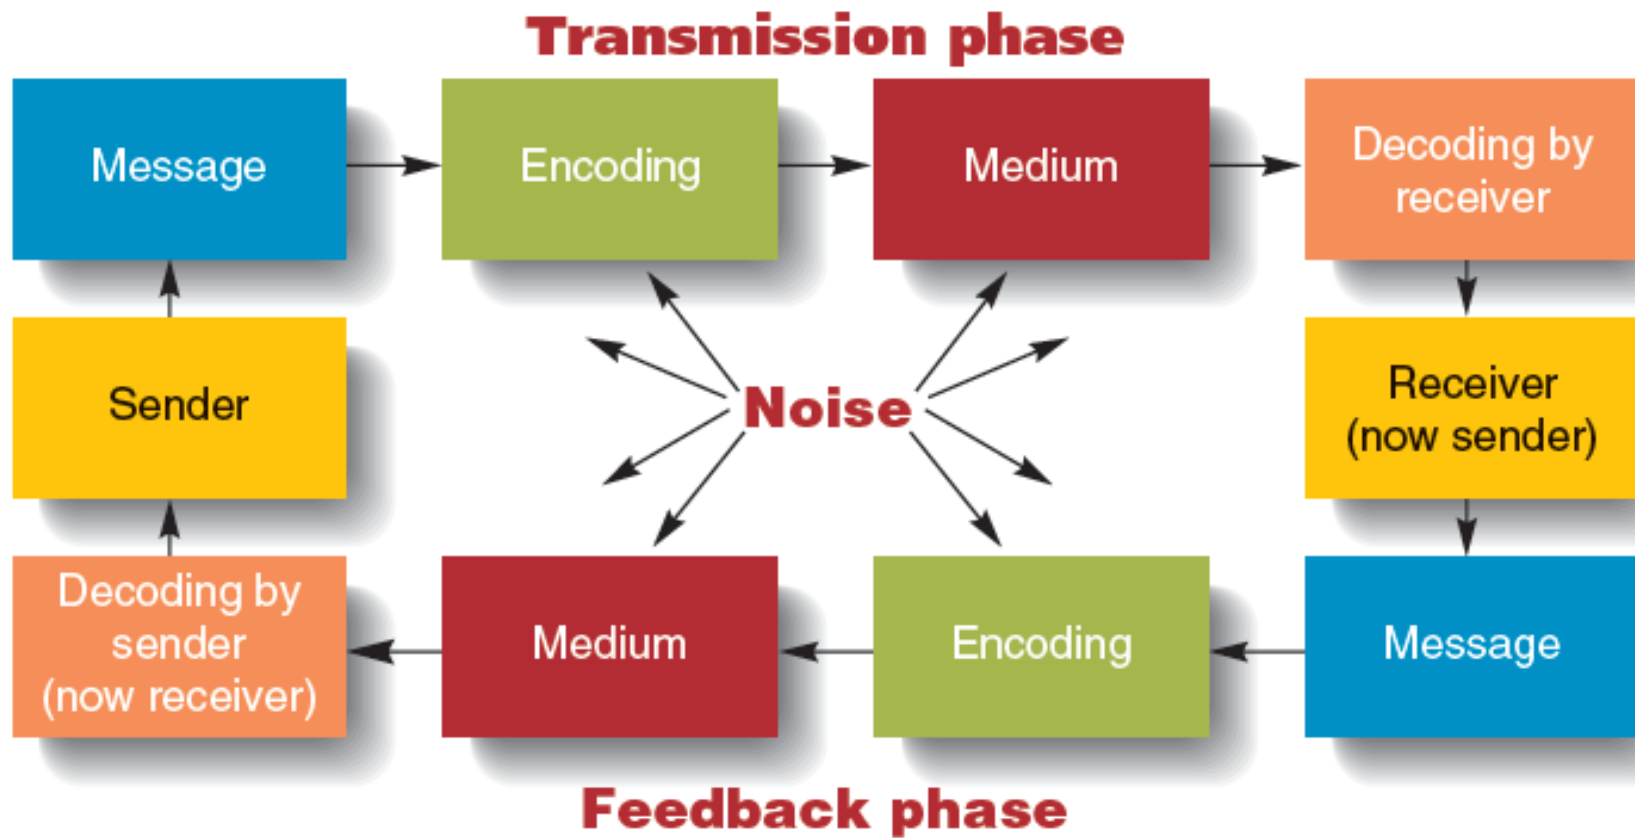 Transmission phase
Message
Encoding
Medium
Decoding by
receiver
Sender
Noise
Receiver
(now sender)
Decoding by
sender
(now receiver)
Medium
Encoding
Message
Feedback phase